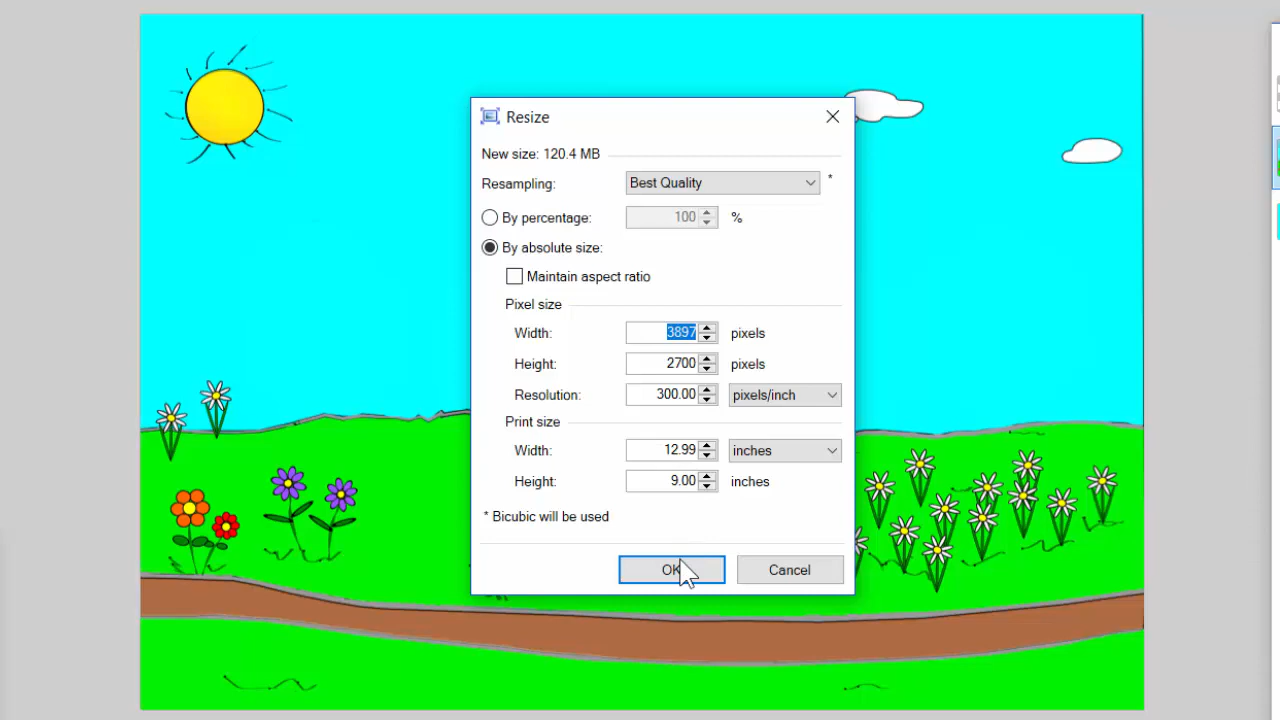 Resize
New size: 120.4 MB
Resampling: Best Quality *
By percentage: 100 %
By absolute size:
Maintain aspect ratio
Pixel size
Width: 3897 pixels
Height: 2700 pixels
Resolution: 300.00 pixels/inch
Print size
Width: 12.99 inches
Height: 9.00 inches
* Bicubic will be used
OK Cancel